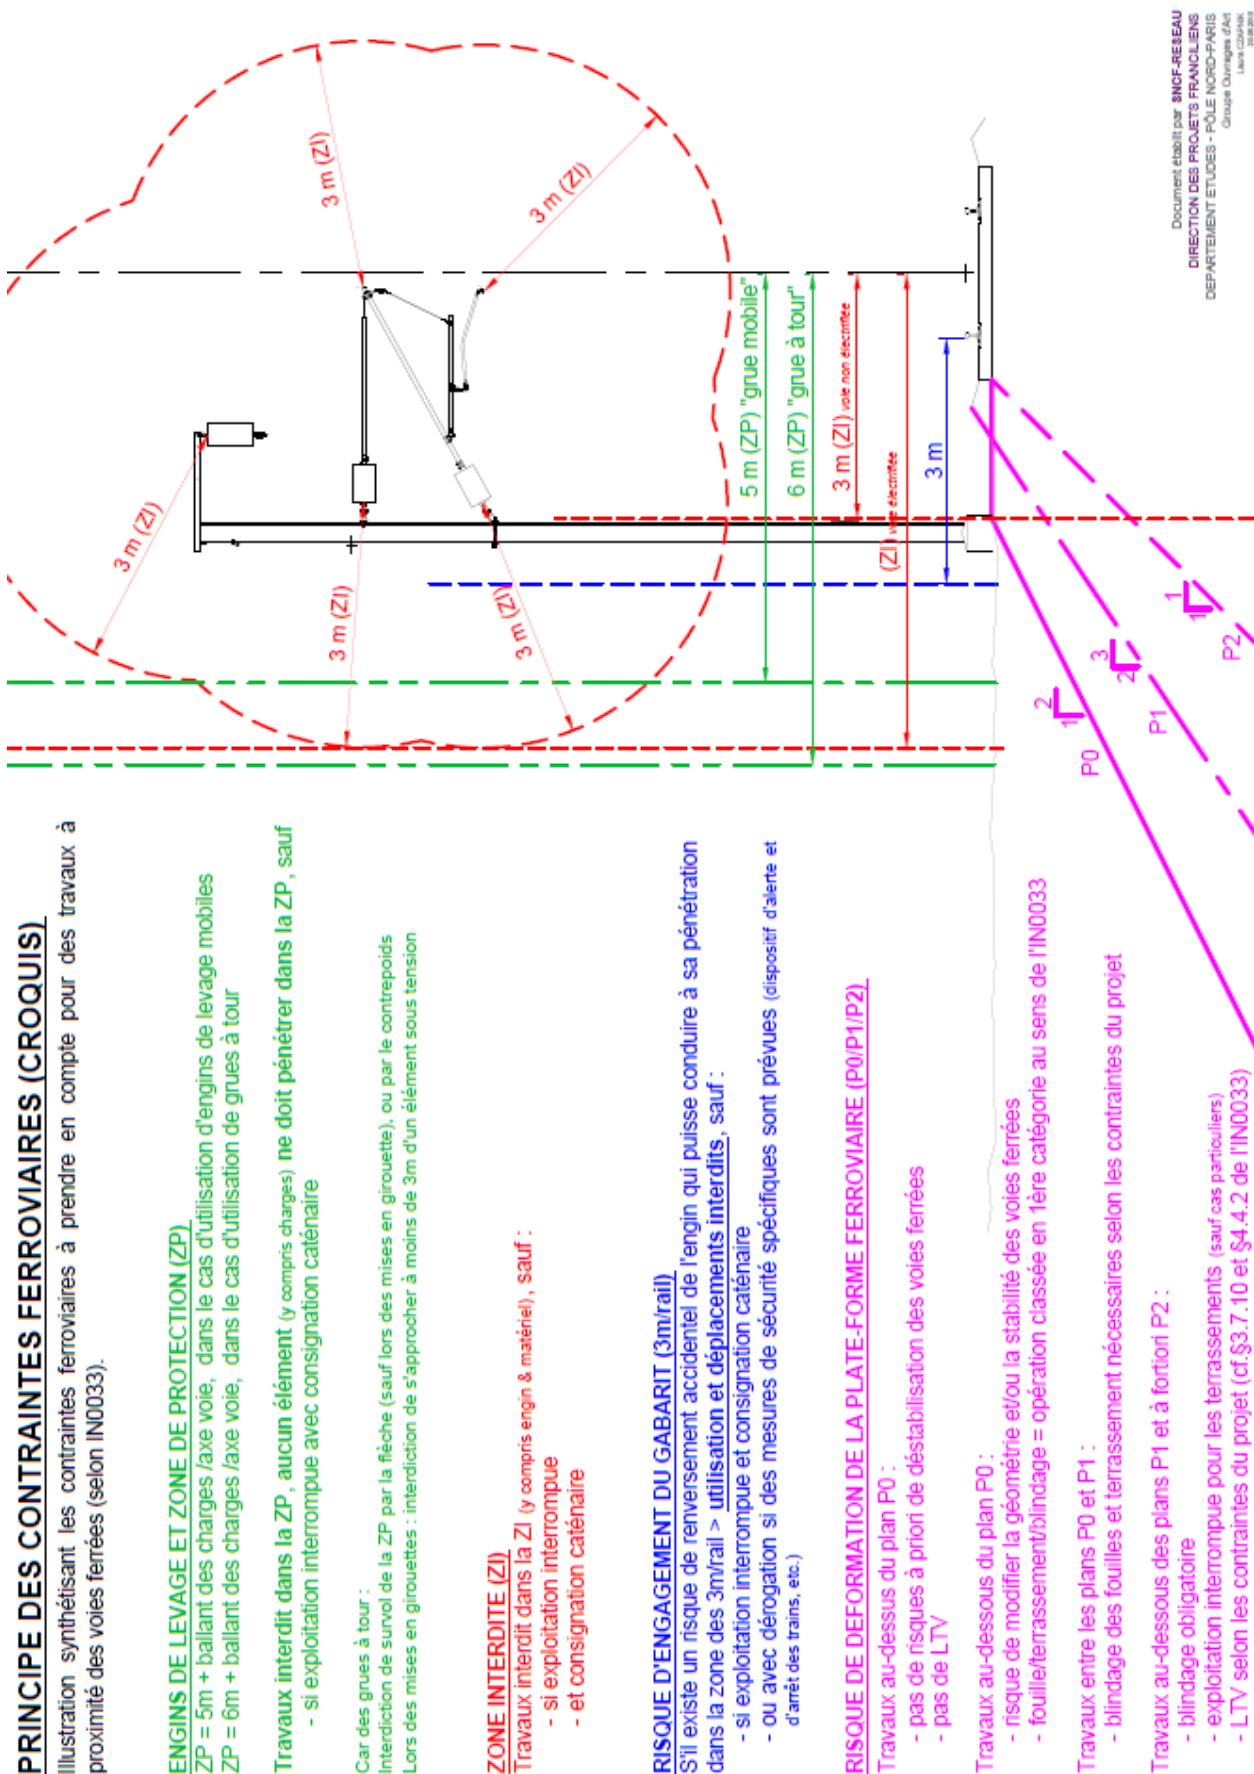 PRINCIPE DES CONTRAINTES FERROVIAIRES (CROQUIS)
Illustration synthétisant les contraintes ferroviaires à prendre en compte pour des travaux à
proximité des voies ferrées (selon IN0033).
ENGINS DE LEVAGE ET ZONE DE PROTECTION (ZP)
ZP = 5m + ballant des charges /axe voie, dans le cas d'utilisation d'engins de levage mobiles
ZP = 6m + ballant des charges /axe voie, dans le cas d'utilisation de grues à tour
Travaux interdit dans la ZP, aucun élément (y compris charges) ne doit pénétrer dans la ZP, sauf
- si exploitation interrompue avec consignation caténaire
Car des grues à tour :
Interdiction de survol de la ZP par la flèche (sauf lors des mises en girouette), ou par le contrepoids
Lors des mises en girouettes : interdiction de s'approcher à moins de 3m d'un élément sous tension
ZONE INTERDITE (ZI)
Travaux interdit dans la ZI (y compris engin & matériel), sauf :
- si exploitation interrompue
- et consignation caténaire
RISQUE D'ENGAGEMENT DU GABARIT (3m/rail)
S'il existe un risque de renversement accidentel de l'engin qui puisse conduire à sa pénétration
dans la zone des 3m/rail > utilisation et déplacements interdits, sauf :
- si exploitation interrompue et consignation caténaire
- ou avec dérogation si des mesures de sécurité spécifiques sont prévues (dispositif d'alerte et
d'arrêt des trains, etc.)
RISQUE DE DEFORMATION DE LA PLATE-FORME FERROVIAIRE (P0/P1/P2)
Travaux au-dessus du plan P0 :
- pas de risques à priori de déstabilisation des voies ferrées
- pas de LTV
Travaux au-dessous du plan P0 :
- risque de modifier la géométrie et/ou la stabilité des voies ferrées
- fouille/terrassement/blindage = opération classée en 1ère catégorie au sens de l'IN0033
Travaux entre les plans P0 et P1 :
- blindage des fouilles et terrassement nécessaires selon les contraintes du projet
Travaux au-dessous des plans P1 et à fortiori P2 :
- blindage obligatoire
- exploitation interrompue pour les terrassements (sauf cas particuliers)
- LTV selon les contraintes du projet (cf.§3.7.10 et §4.4.2 de l'IN0033)
3 m (ZI)
3 m (ZI)
3 m (ZI)
3 m (ZI)
3 m (ZI)
5 m (ZP) "grue mobile"
6 m (ZP) "grue à tour"
3 m (ZI) voie non électrifiée
(ZI) voie électrifiée
3 m
1 2
P0
2 3
P1
1 1
P2
Document établit par SNCF-RESEAU
DIRECTION DES PROJETS FRANCILIENS
DEPARTEMENT ETUDES - PÔLE NORD-PARIS
Groupe Ouvrages d'Art